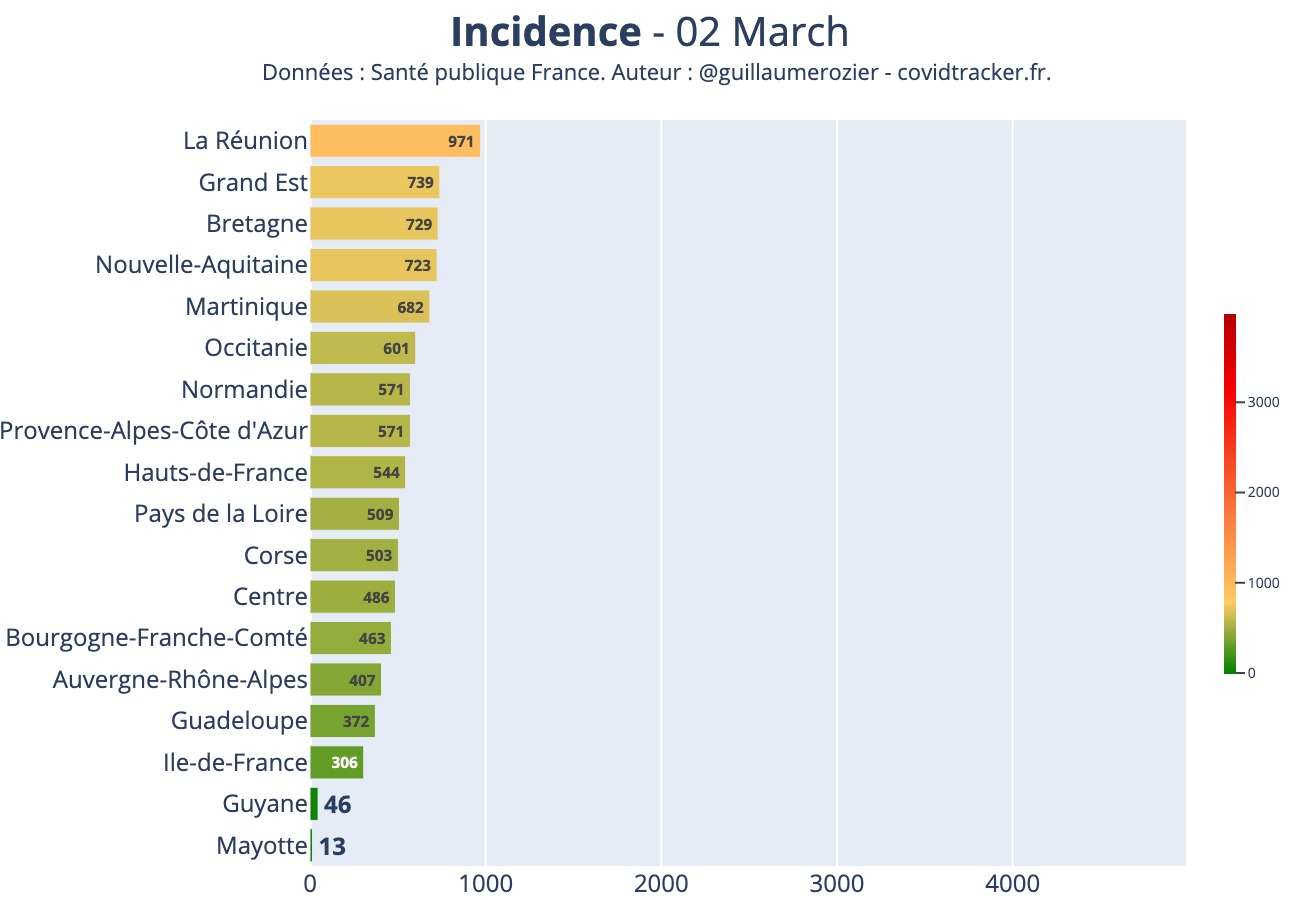 Incidence - 02 March
Données : Santé publique France. Auteur : @guillaumerozier - covidtracker.fr.
La Réunion 971
Grand Est 739
Bretagne 729
Nouvelle-Aquitaine 723
Martinique 682
Occitanie 601
Normandie 571
Provence-Alpes-Côte d'Azur 571
Hauts-de-France 544
Pays de la Loire 509
Corse 503
Centre 486
Bourgogne-Franche-Comté 463
Auvergne-Rhône-Alpes 407
Guadeloupe 372
Ile-de-France 306
Guyane 46
Mayotte 13
0 1000 2000 3000 4000
3000
2000
1000
0